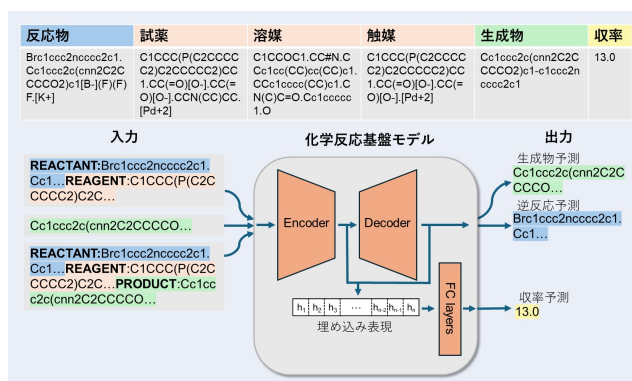 反応物 試薬 溶媒 触媒 生成物 収率
Brc1ccc2ncccc2c1.
Cc1ccc2c(cnn2C2C
CCCO2)c1[B-](F)(F)
F.[K+]
C1CCC(P(C2CCCC
C2)C2CCCCC2)CC
1.CC(=O)[O-].CC(=
O)[O-].CCN(CC)CC.
[Pd+2]
C1CCOC1.CC#N.C
Cc1cc(CC)cc(CC)c1.
CCc1cccc(CC)c1.C
N(C)C=O.Cc1ccccc
1.O
C1CCC(P(C2CCCC
C2)C2CCCCC2)CC
1.CC(=O)[O-].CC(=
O)[O-].[Pd+2]
Cc1ccc2c(cnn2C2C
CCCO2)c1-c1ccc2n
cccc2c1
13.0
入力
化学反応基盤モデル
出力
REACTANT:Brc1ccc2ncccc2c1.
Cc1…REAGENT:C1CCC(P(C2C
CCCC2)C2C…
Cc1ccc2c(cnn2C2CCCCO…
REACTANT:Brc1ccc2ncccc2c1.
Cc1…REAGENT:C1CCC(P(C2C
CCCC2)C2C…PRODUCT:Cc1cc
c2c(cnn2C2CCCCO…
Encoder
Decoder
h1 h2 h3 … hn-2 hn-1 hn
埋め込み表現
FC layers
生成物予測
Cc1ccc2c(cnn2C2C
CCCO…
逆反応予測
Brc1ccc2ncccc2c1.
Cc1…
収率予測
13.0